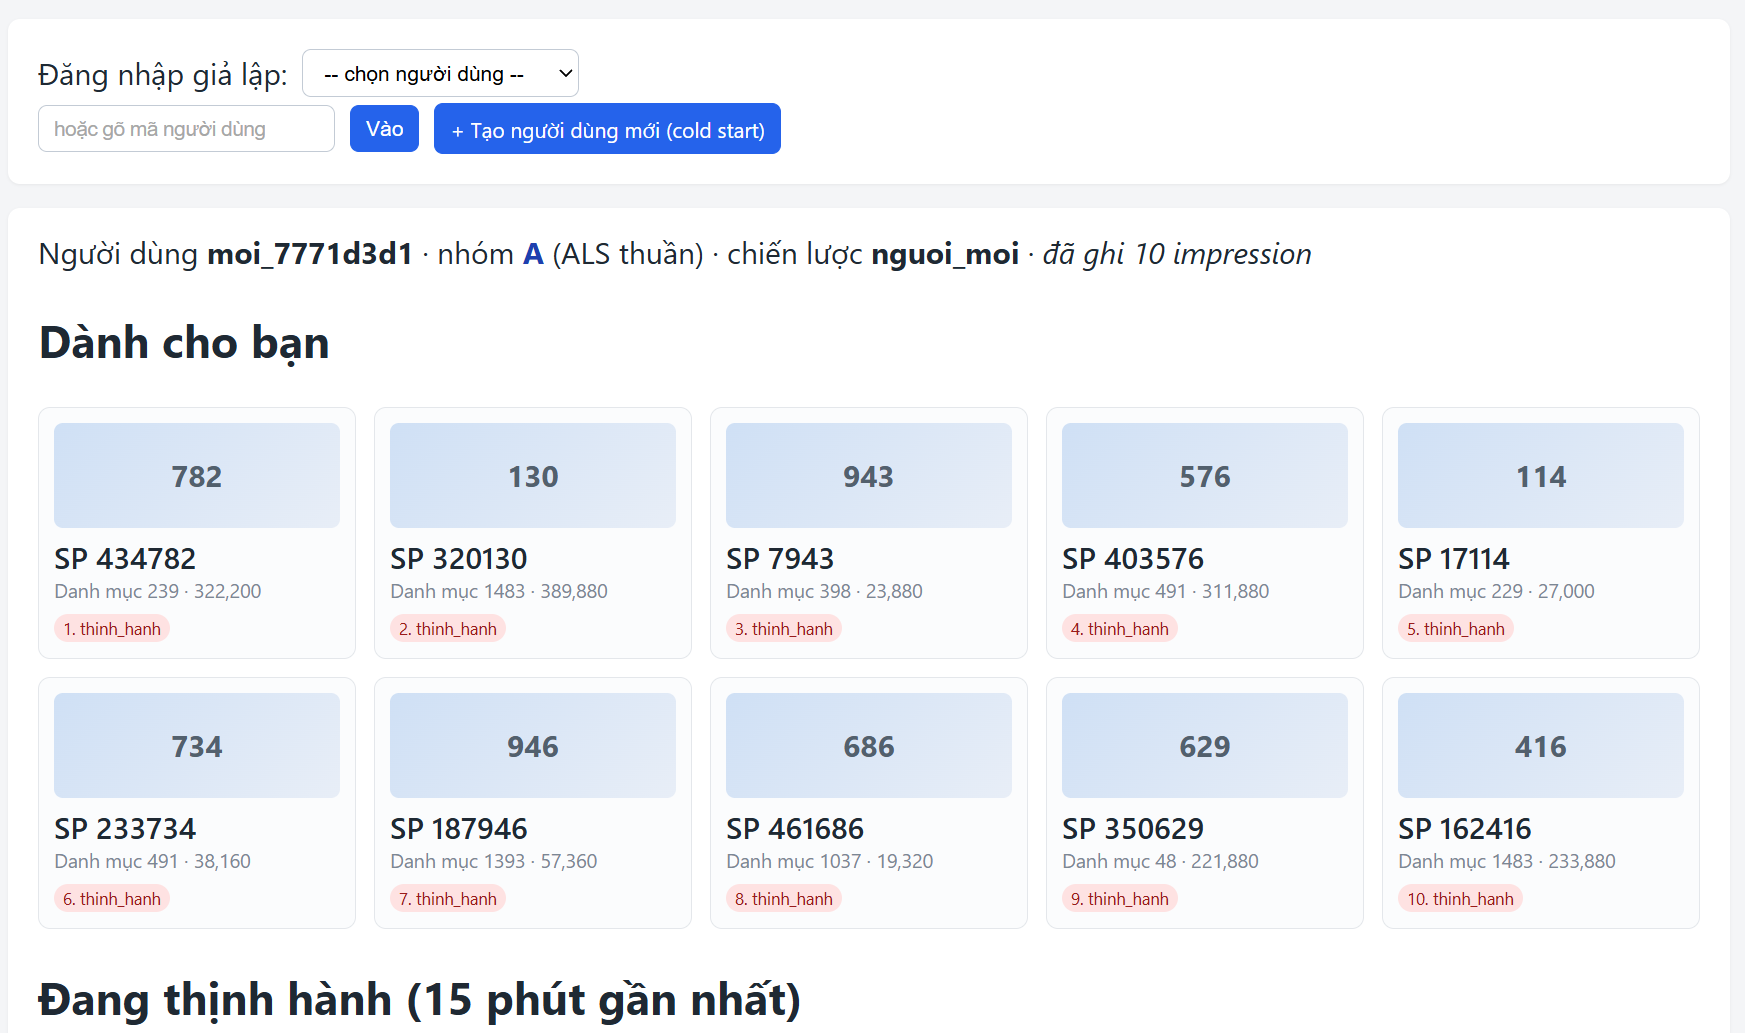 Đăng nhập giả lập: -- chọn người dùng --
hoặc gõ mã người dùng Vào + Tạo người dùng mới (cold start)
Người dùng moi_7771d3d1 · nhóm A (ALS thuần) · chiến lược nguoi_moi · đã ghi 10 impression
Dành cho bạn
782 130 943 576 114
SP 434782 SP 320130 SP 7943 SP 403576 SP 17114
Danh mục 239 · 322,200 Danh mục 1483 · 389,880 Danh mục 398 · 23,880 Danh mục 491 · 311,880 Danh mục 229 · 27,000
1. thinh_hanh 2. thinh_hanh 3. thinh_hanh 4. thinh_hanh 5. thinh_hanh
734 946 686 629 416
SP 233734 SP 187946 SP 461686 SP 350629 SP 162416
Danh mục 491 · 38,160 Danh mục 1393 · 57,360 Danh mục 1037 · 19,320 Danh mục 48 · 221,880 Danh mục 1483 · 233,880
6. thinh_hanh 7. thinh_hanh 8. thinh_hanh 9. thinh_hanh 10. thinh_hanh
Đang thịnh hành (15 phút gần nhất)